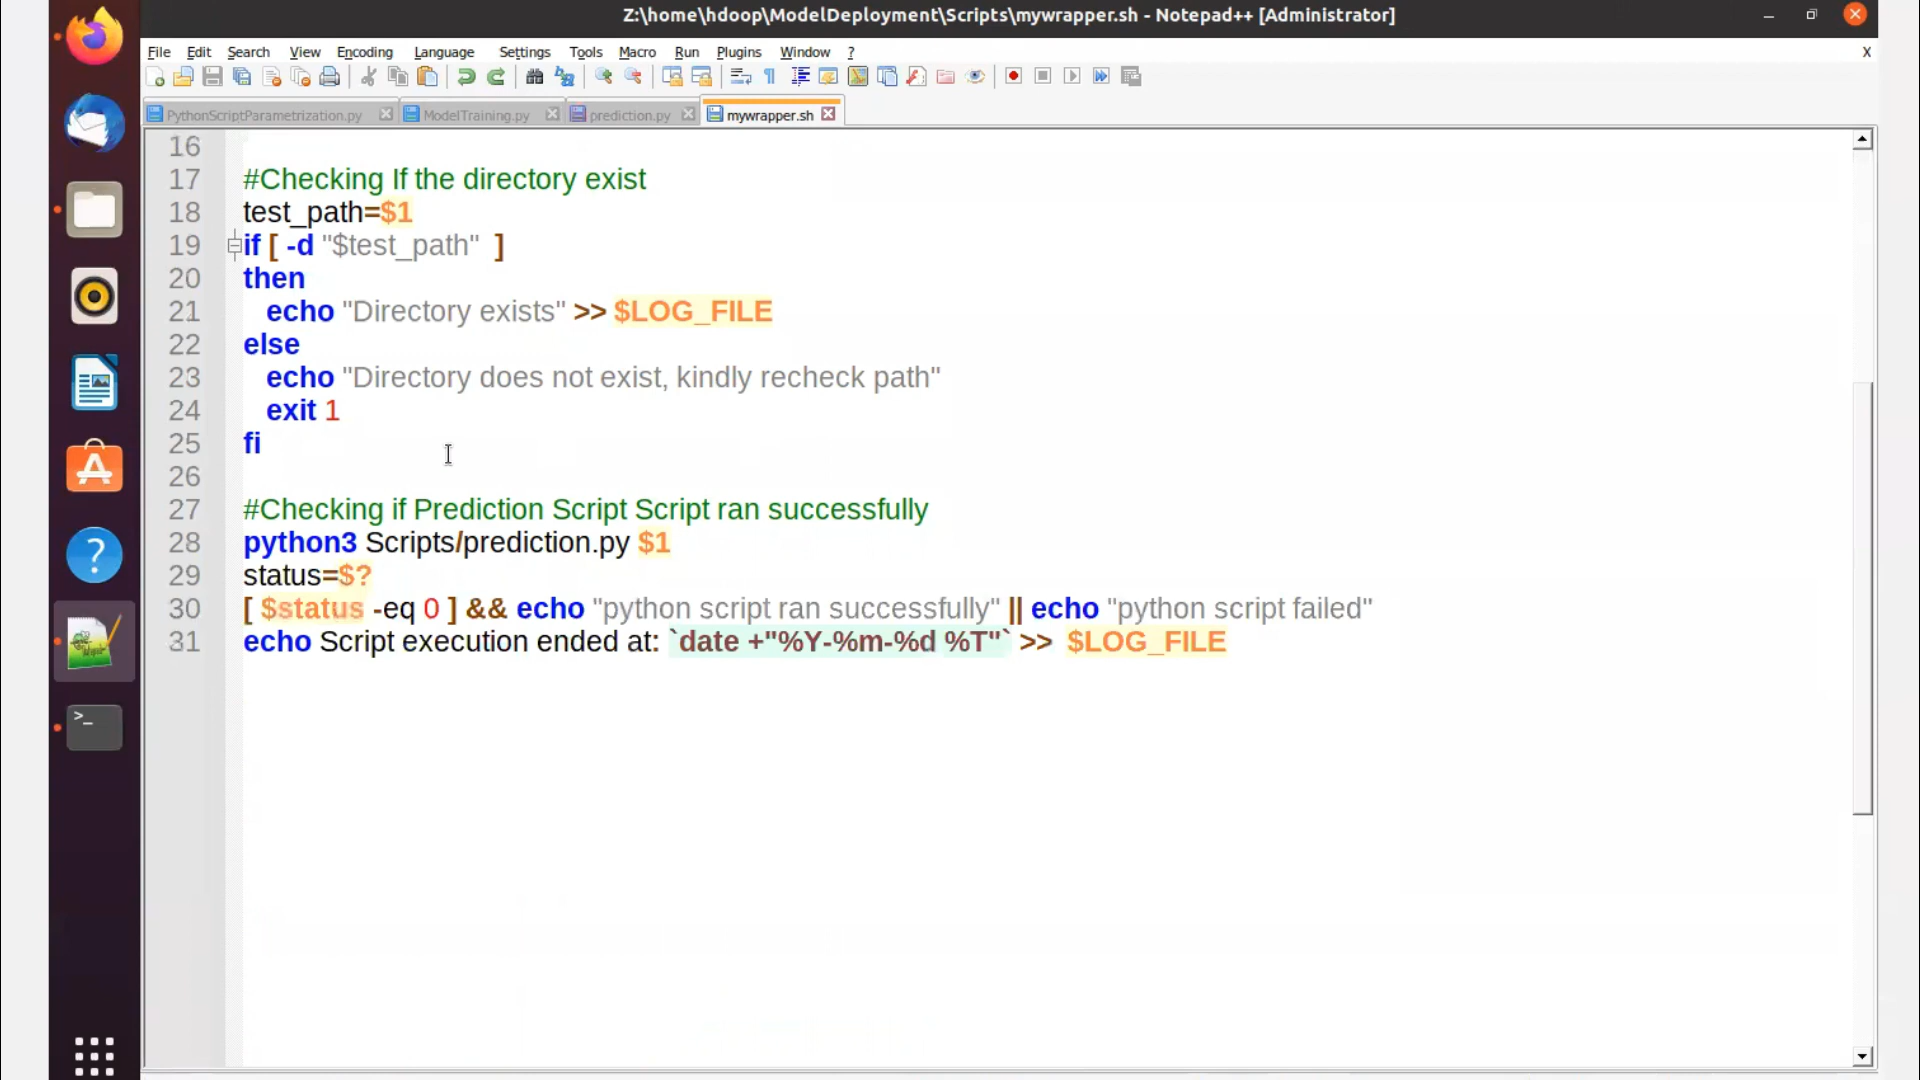 Z:\home\hdoop\ModelDeployment\Scripts\mywrapper.sh - Notepad++ [Administrator]
File Edit Search View Encoding Language Settings Tools Macro Run Plugins Window ? X
PythonScriptParametrization.py ModelTraining.py prediction.py mywrapper.sh
16
17 #Checking If the directory exist
18 test_path=$1
19 if [ -d "$test_path"  ]
20 then
21    echo "Directory exists" >> $LOG_FILE
22 else
23    echo "Directory does not exist, kindly recheck path"
24    exit 1
25 fi
26
27 #Checking if Prediction Script Script ran successfully
28 python3 Scripts/prediction.py $1
29 status=$?
30 [ $status -eq 0 ] && echo "python script ran successfully" || echo "python script failed"
31 echo Script execution ended at: `date +"%Y-%m-%d %T"` >>  $LOG_FILE